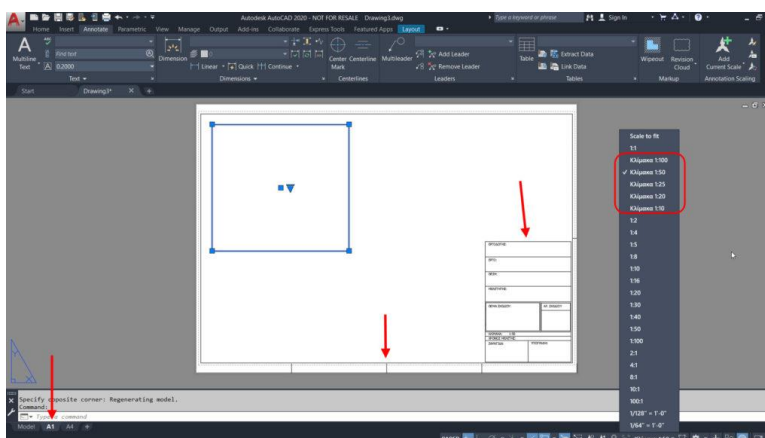 Autodesk AutoCAD 2020 - NOT FOR RESALE Drawing3.dwg
Type a keyword or phrase
Sign In
Home Insert Annotate Parametric View Manage Output Add-ins Collaborate Express Tools Featured Apps Layout
Multiline Text
Find text
0.2000
Text
Dimension
Linear Quick Continue
Dimensions
Center Mark
Centerline
Centerlines
Multileader
Add Leader
Remove Leader
Leaders
Table
Extract Data
Link Data
Tables
Wipeout
Revision Cloud
Markup
Add Current Scale
Annotation Scaling
Start
Drawing3*
Scale to fit
1:1
Κλίμακα 1:100
Κλίμακα 1:50
Κλίμακα 1:25
Κλίμακα 1:20
Κλίμακα 1:10
1:2
1:4
1:5
1:8
1:10
1:16
1:20
1:30
1:40
1:50
1:100
2:1
4:1
8:1
10:1
100:1
1/128" = 1'-0"
1/64" = 1'-0"
Specify opposite corner: Regenerating model.
Command:
Type a command
Model A1 A4
PAPER